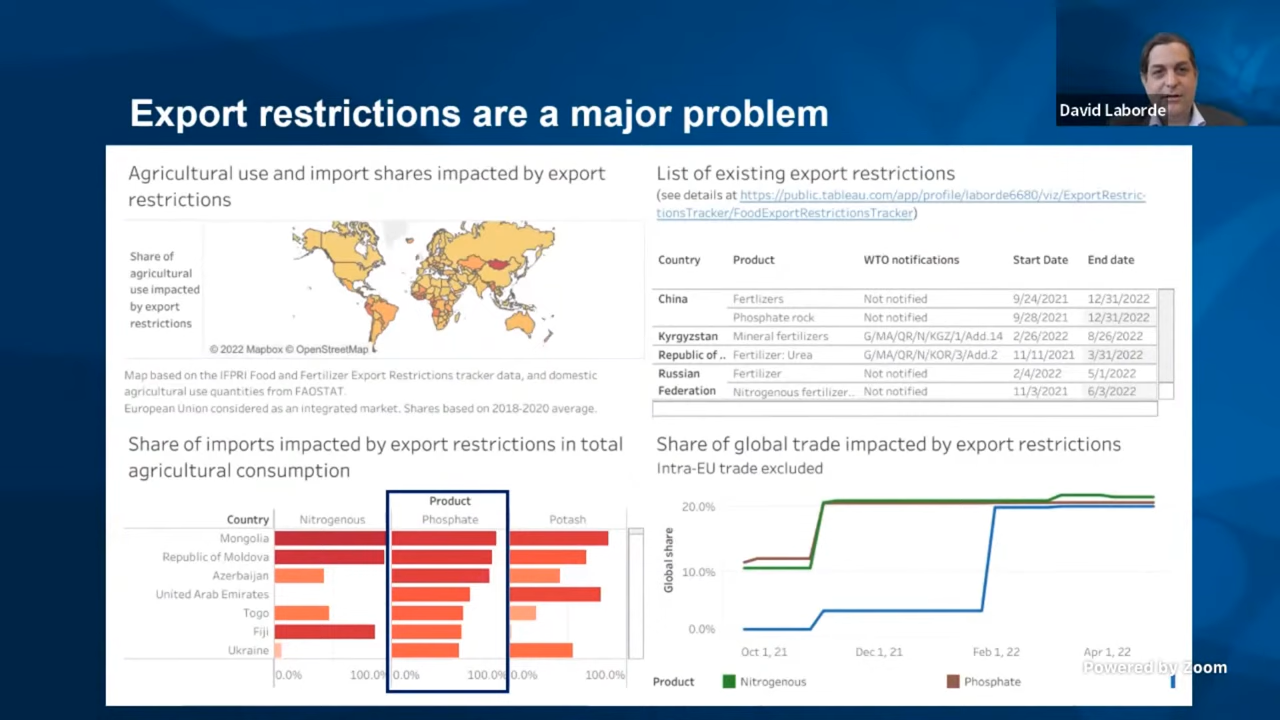 David Laborde
Export restrictions are a major problem
Agricultural use and import shares impacted by export
restrictions
Share of
agricultural
use impacted
by export
restrictions
© 2022 Mapbox © OpenStreetMap
Map based on the IFPRI Food and Fertilizer Export Restrictions tracker data, and domestic
agricultural use quantities from FAOSTAT.
European Union considered as an integrated market. Shares based on 2018-2020 average.
List of existing export restrictions
(see details at https://public.tableau.com/app/profile/laborde6680/viz/ExportRestric-
tionsTracker/FoodExportRestrictionsTracker)
Country Product WTO notifications Start Date End date
China Fertlizers Not notified 9/24/2021 12/31/2022
Phosphate rock Not notified 9/28/2021 12/31/2022
Kyrgyzstan Mineral fertilizers G/MA/QR/N/KGZ/1/Add.14 2/26/2022 8/26/2022
Republic of .. Fertilizer: Urea G/MA/QR/N/KOR/3/Add.2 11/11/2021 3/31/2022
Russian Fertilizer Not notified 2/4/2022 5/1/2022
Federation Nitrogenous fertilizer... Not notified 11/3/2021 6/3/2022
Share of imports impacted by export restrictions in total
agricultural consumption
Product
Country Nitrogenous Phosphate Potash
Mongolia
Republic of Moldova
Azerbaijan
United Arab Emirates
Togo
Fiji
Ukraine
0.0% 100.0% 0.0% 100.0% 0.0% 100.0%
Share of global trade impacted by export restrictions
Intra-EU trade excluded
Global share
20.0%
10.0%
0.0%
Oct 1, 21 Dec 1, 21 Feb 1, 22 Apr 1, 22
Product Nitrogenous Phosphate
Powered by Zoom